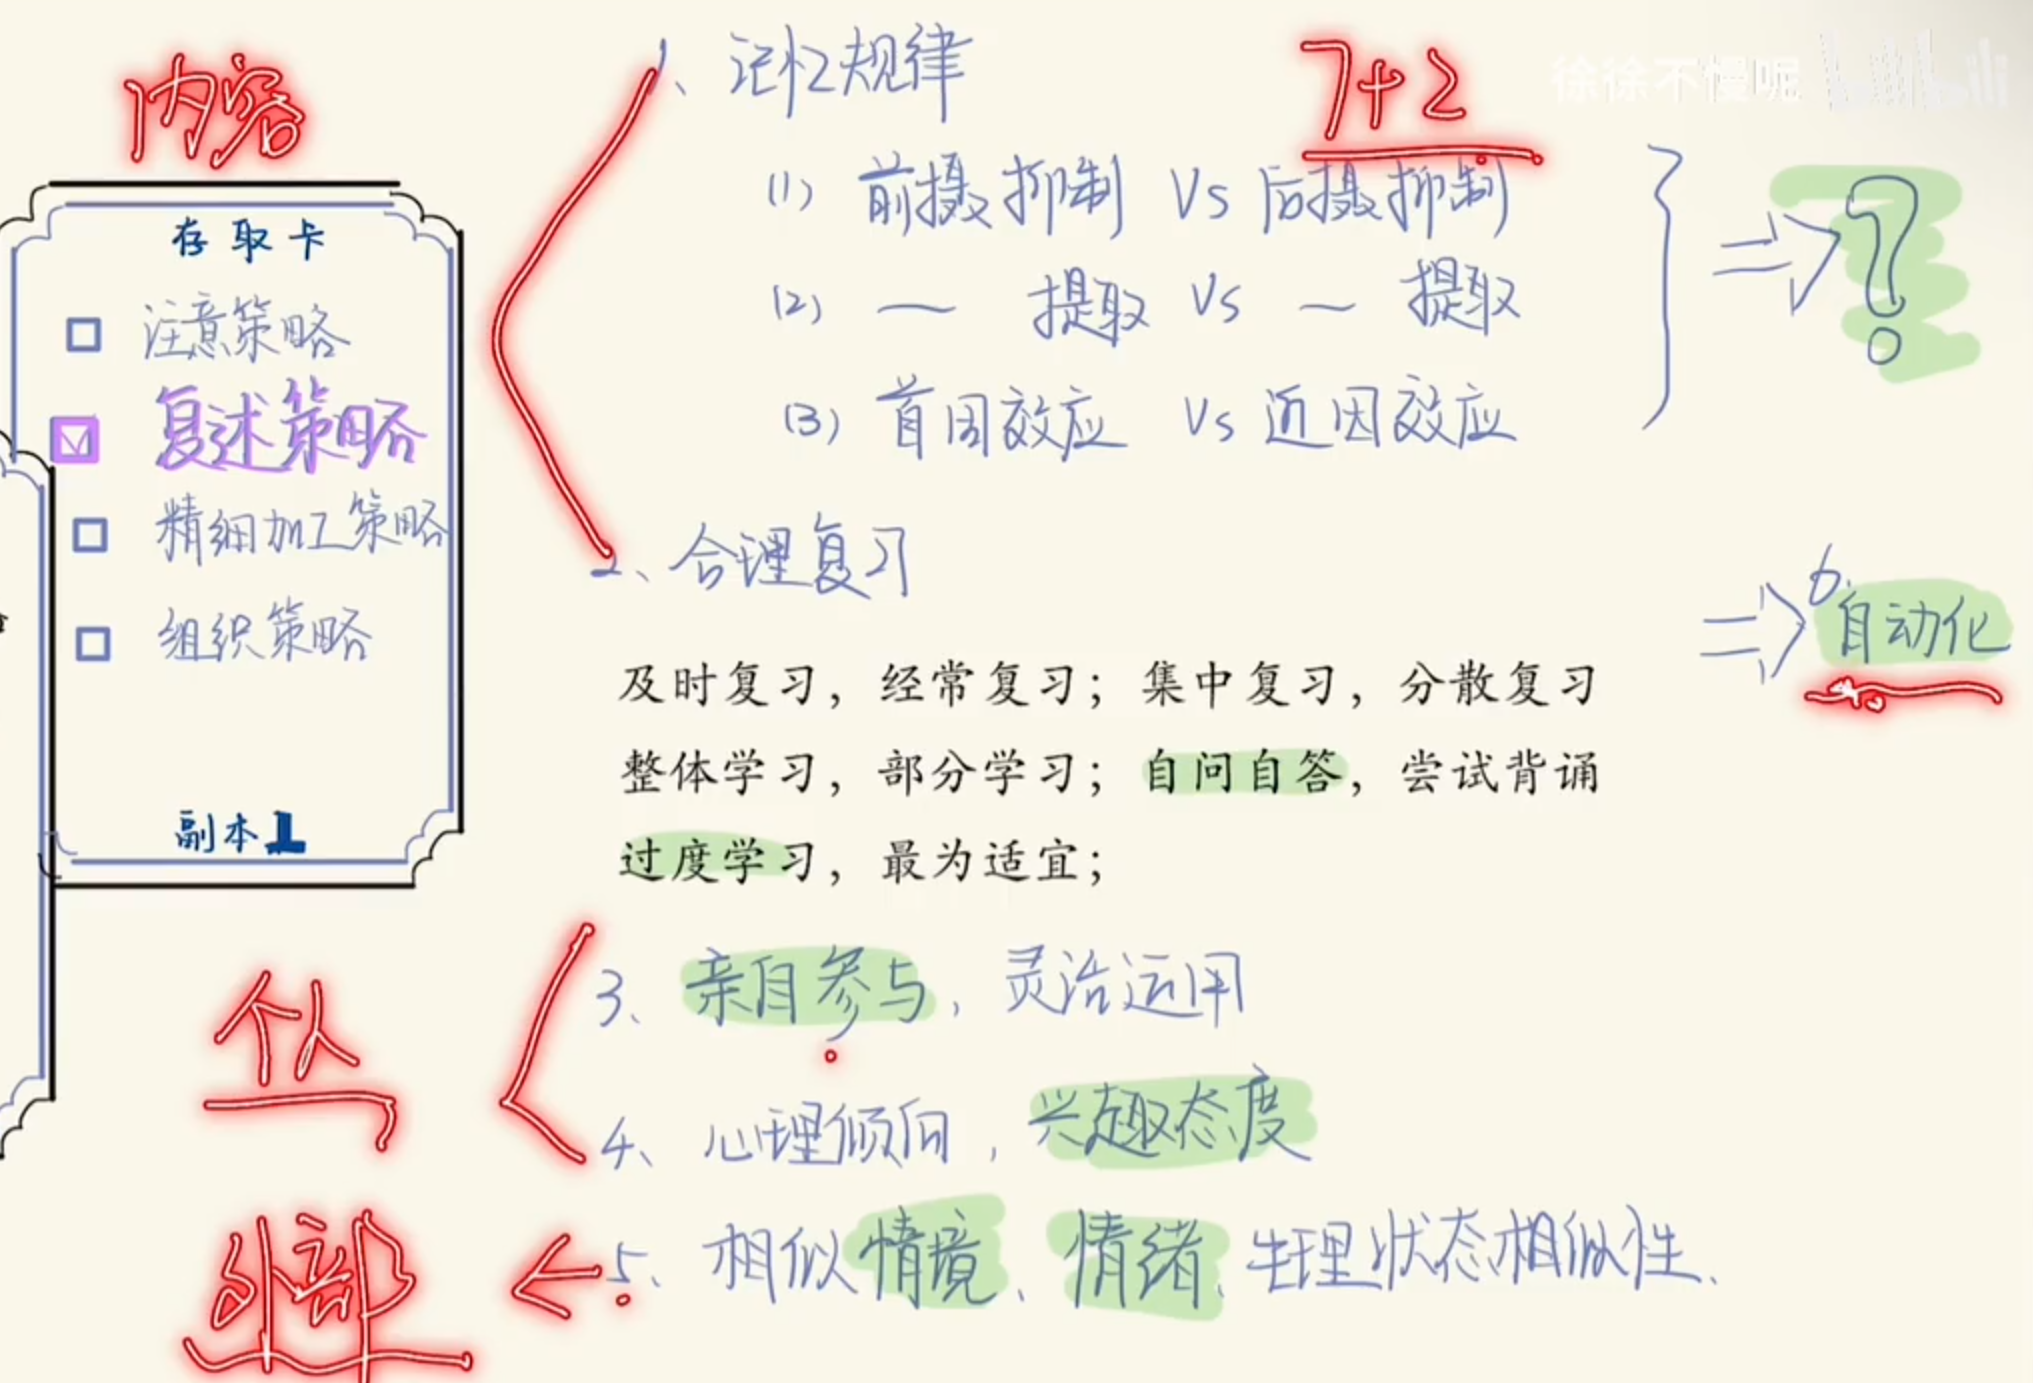 内容
存取卡
注意策略
复述策略
精细加工策略
组织策略
副本1
个人
外部
徐徐不慢呢 bilibili
7+2
1、记忆规律
(1) 前摄抑制 Vs 后摄抑制
(2) — 提取 Vs — 提取
(3) 首因效应 Vs 近因效应
?
2、合理复习
6.自动化
及时复习，经常复习；集中复习，分散复习
整体学习，部分学习；自问自答，尝试背诵
过度学习，最为适宜；
3、亲自参与，灵活运用
4、心理倾向，兴趣态度
5、相似情境、情绪、生理状态相似性、